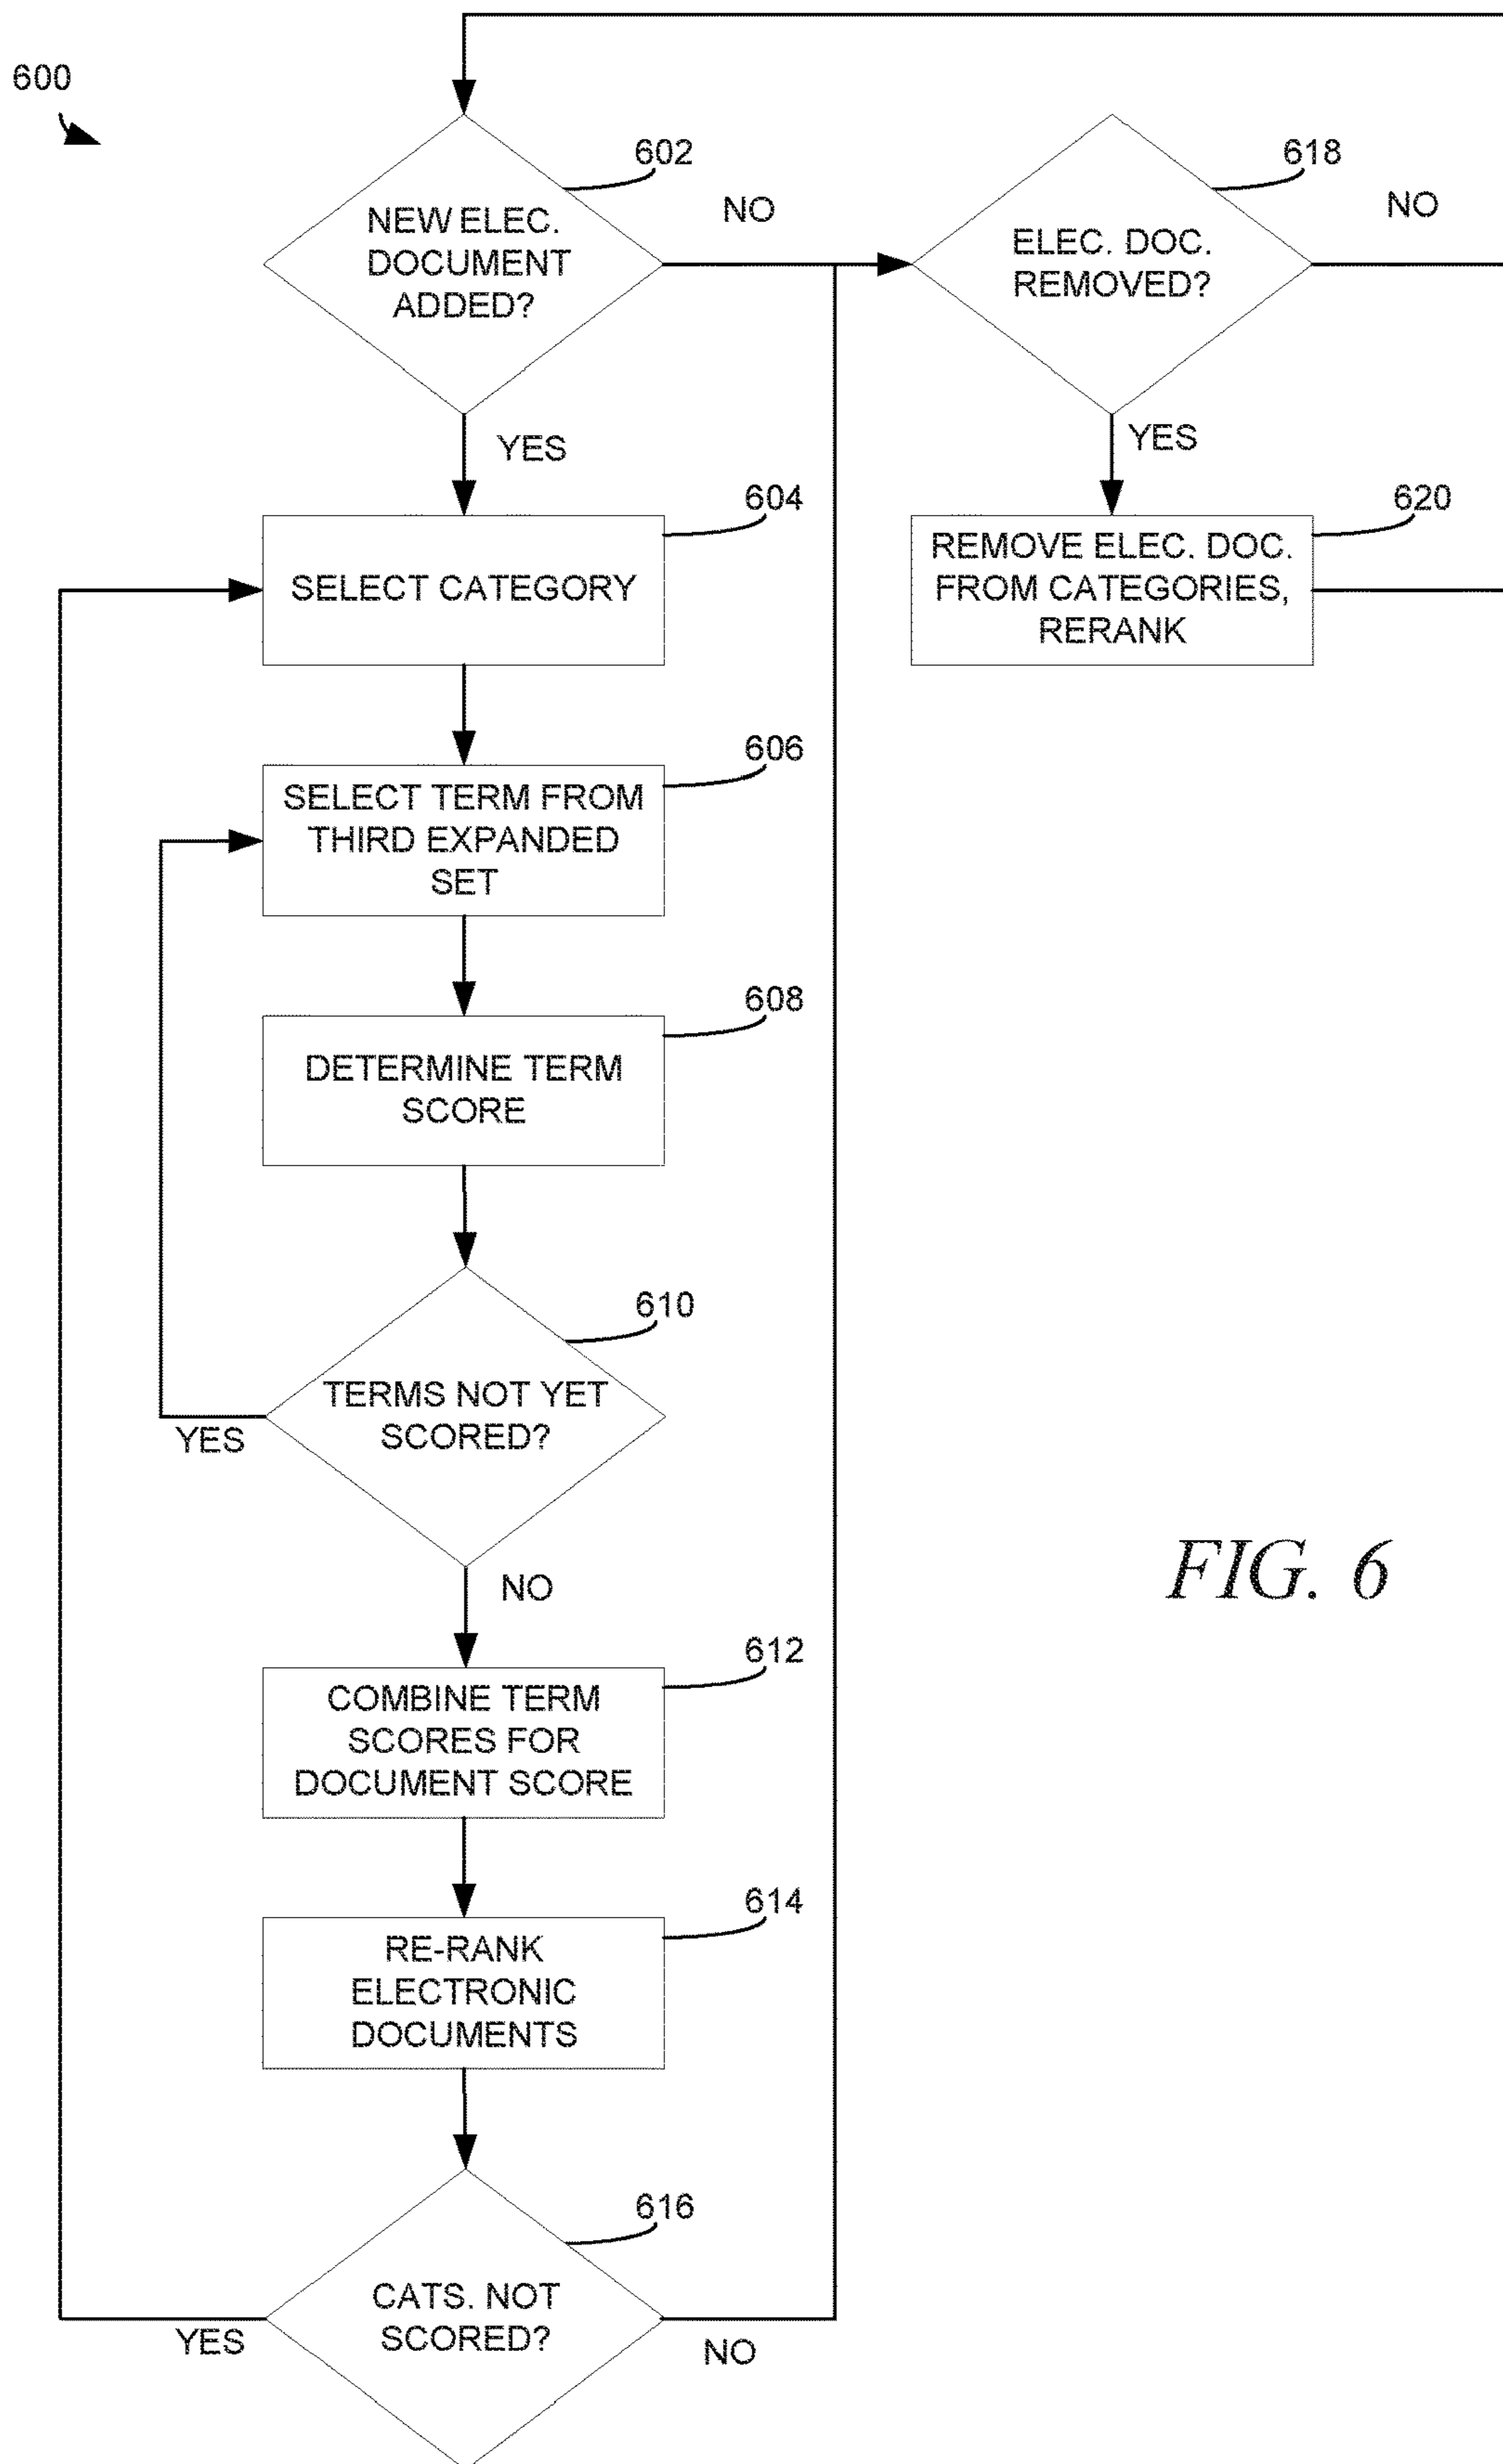 600
602
NEW ELEC.
DOCUMENT
ADDED?
NO
YES
618
ELEC. DOC.
REMOVED?
NO
YES
604
SELECT CATEGORY
620
REMOVE ELEC. DOC.
FROM CATEGORIES,
RERANK
606
SELECT TERM FROM
THIRD EXPANDED
SET
608
DETERMINE TERM
SCORE
610
TERMS NOT YET
SCORED?
YES
NO
FIG. 6
612
COMBINE TERM
SCORES FOR
DOCUMENT SCORE
614
RE-RANK
ELECTRONIC
DOCUMENTS
616
CATS. NOT
SCORED?
YES
NO